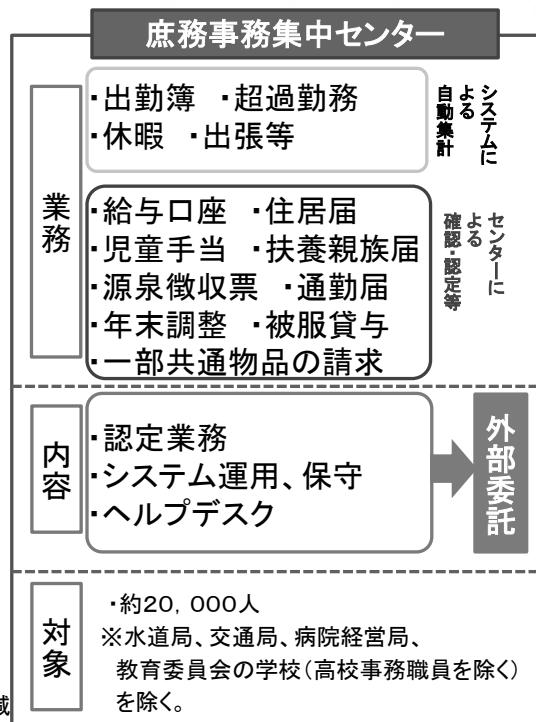 庶務事務集中センター
業務
・出勤簿 ・超過勤務
・休暇 ・出張等
システムに
よる
自動集計
・給与口座 ・住居届
・児童手当 ・扶養親族届
・源泉徴収票 ・通勤届
・年末調整 ・被服貸与
・一部共通物品の請求
センターに
よる
確認・認定等
内容
・認定業務
・システム運用、保守
・ヘルプデスク
外部委託
対象
・約20,000人
※水道局、交通局、病院経営局、
教育委員会の学校(高校事務職員を除く)
を除く。
減